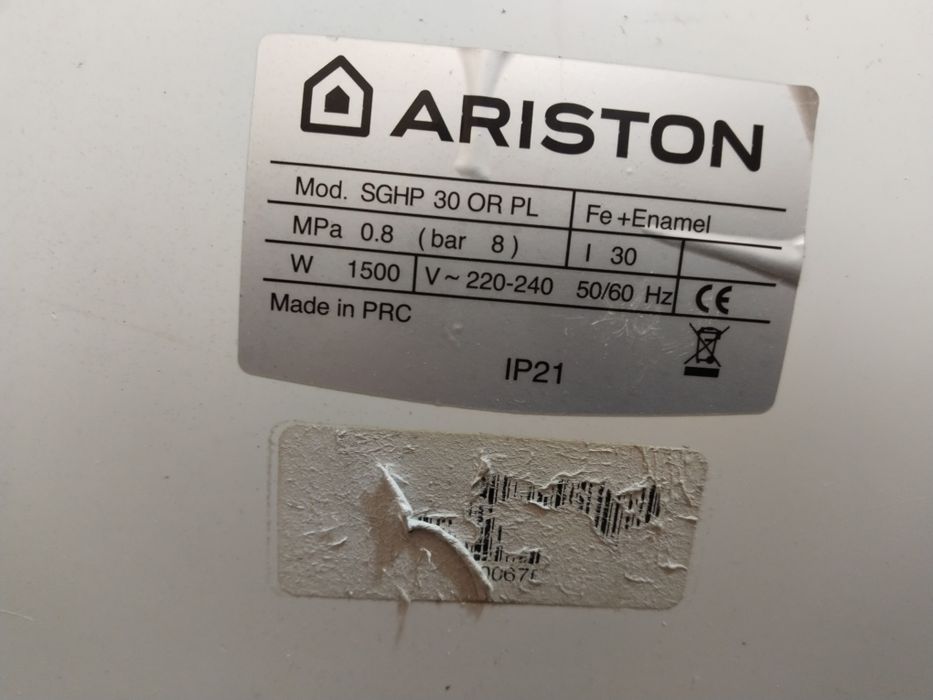 ARISTON
Mod. SGHP 30 OR PL Fe+Enamel
MPa 0.8 (bar 8) l 30
W 1500 V~ 220-240 50/60 Hz CE
Made in PRC
IP21